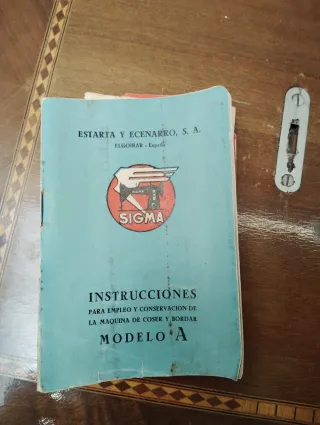 ESTARTA Y ECENARRO, S. A.
ELGOIBAR - España
SIGMA
INSTRUCCIONES
PARA EMPLEO Y CONSERVACION DE
LA MAQUINA DE COSER Y BORDAR
MODELO A